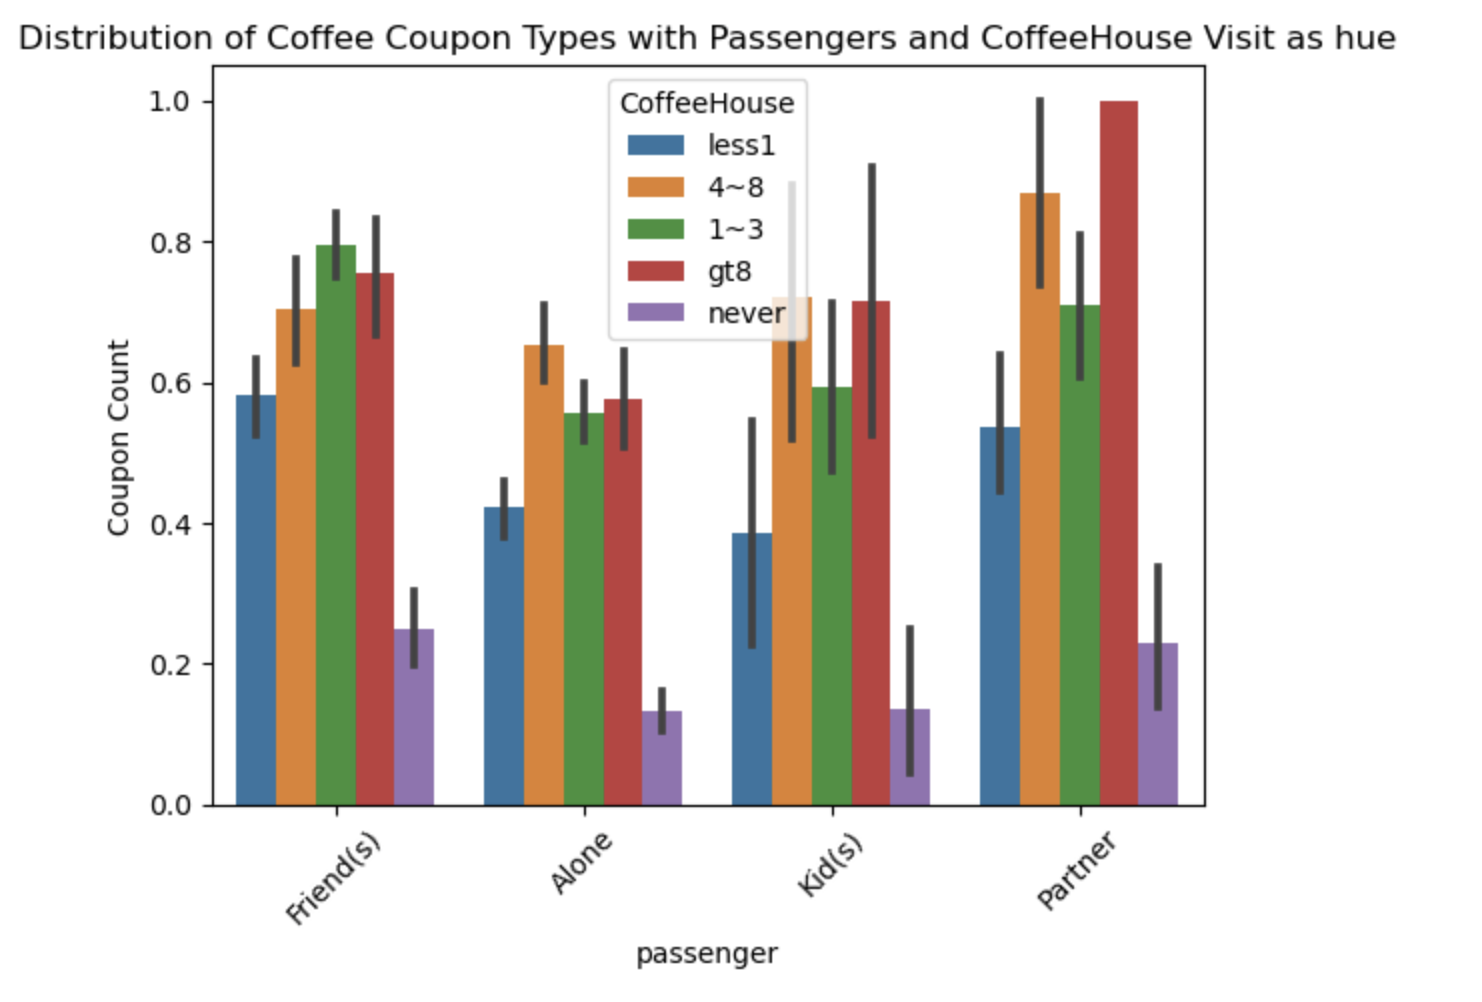 Distribution of Coffee Coupon Types with Passengers and CoffeeHouse Visit as hue
CoffeeHouse
less1
4~8
1~3
gt8
never
1.0
0.8
0.6
0.4
0.2
0.0
Coupon Count
Friend(s)
Alone
Kid(s)
Partner
passenger